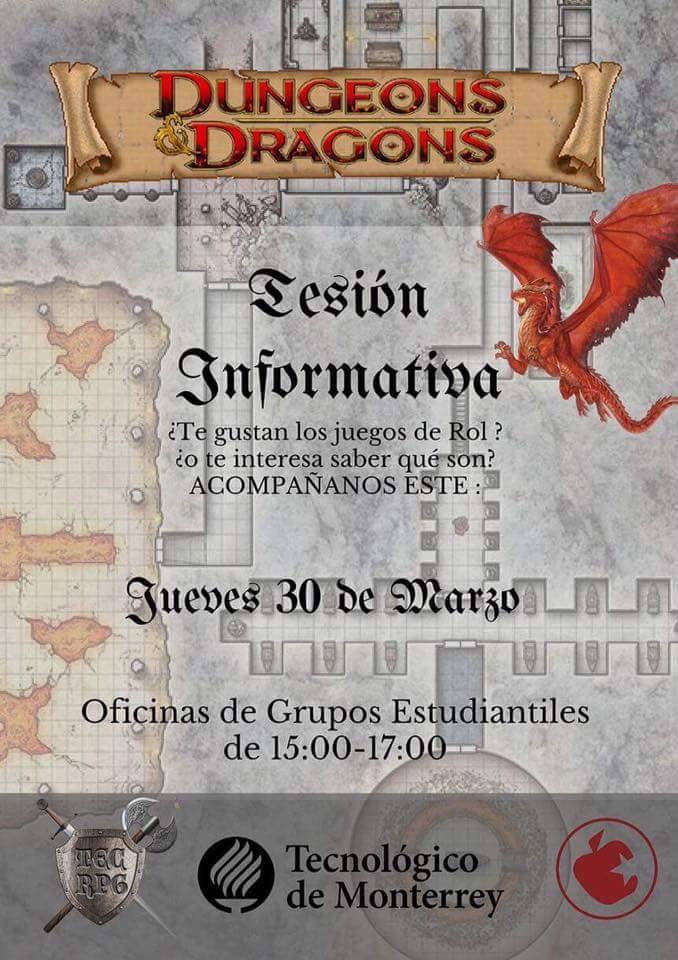 DUNGEONS
& DRAGONS
Tesión
Informativa
¿Te gustan los juegos de Rol ?
¿o te interesa saber qué son?
ACOMPAÑANOS ESTE :
Jueves 30 de Marzo
Oficinas de Grupos Estudiantiles
de 15:00-17:00
TEC
RPG
Tecnológico
de Monterrey